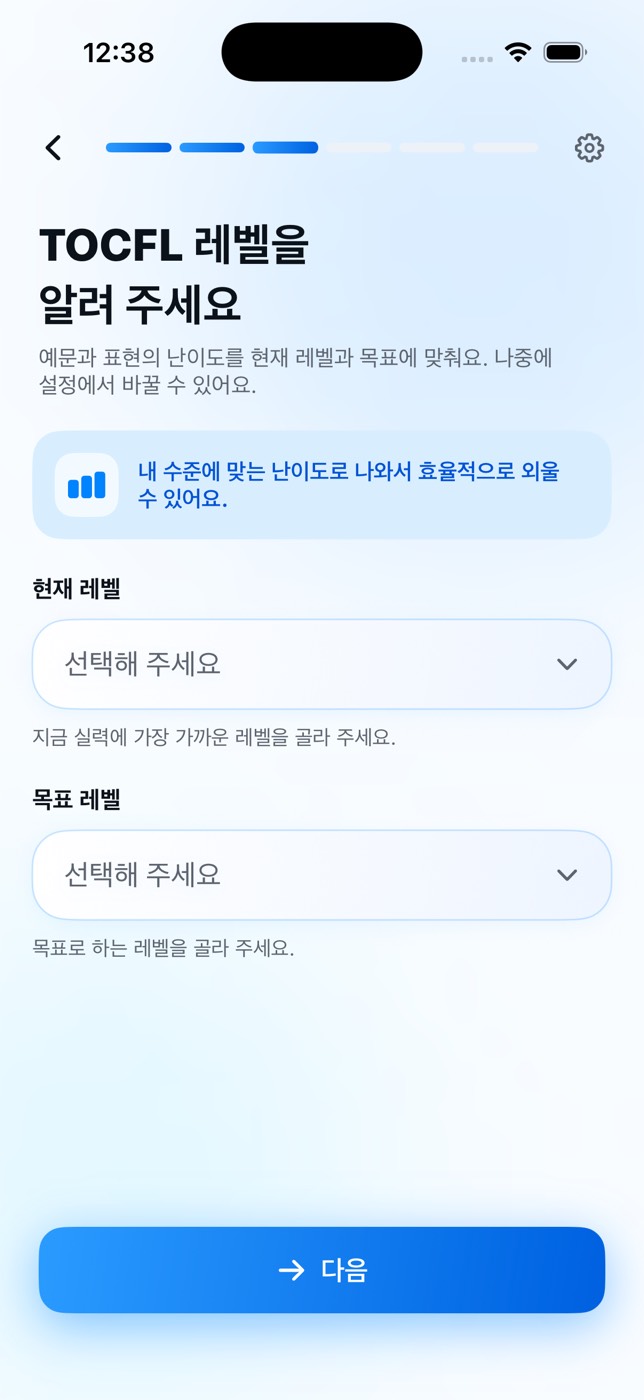 12:38
TOCFL 레벨을
알려 주세요
예문과 표현의 난이도를 현재 레벨과 목표에 맞춰요. 나중에
설정에서 바꿀 수 있어요.
내 수준에 맞는 난이도로 나와서 효율적으로 외울
수 있어요.
현재 레벨
선택해 주세요
지금 실력에 가장 가까운 레벨을 골라 주세요.
목표 레벨
선택해 주세요
목표로 하는 레벨을 골라 주세요.
다음